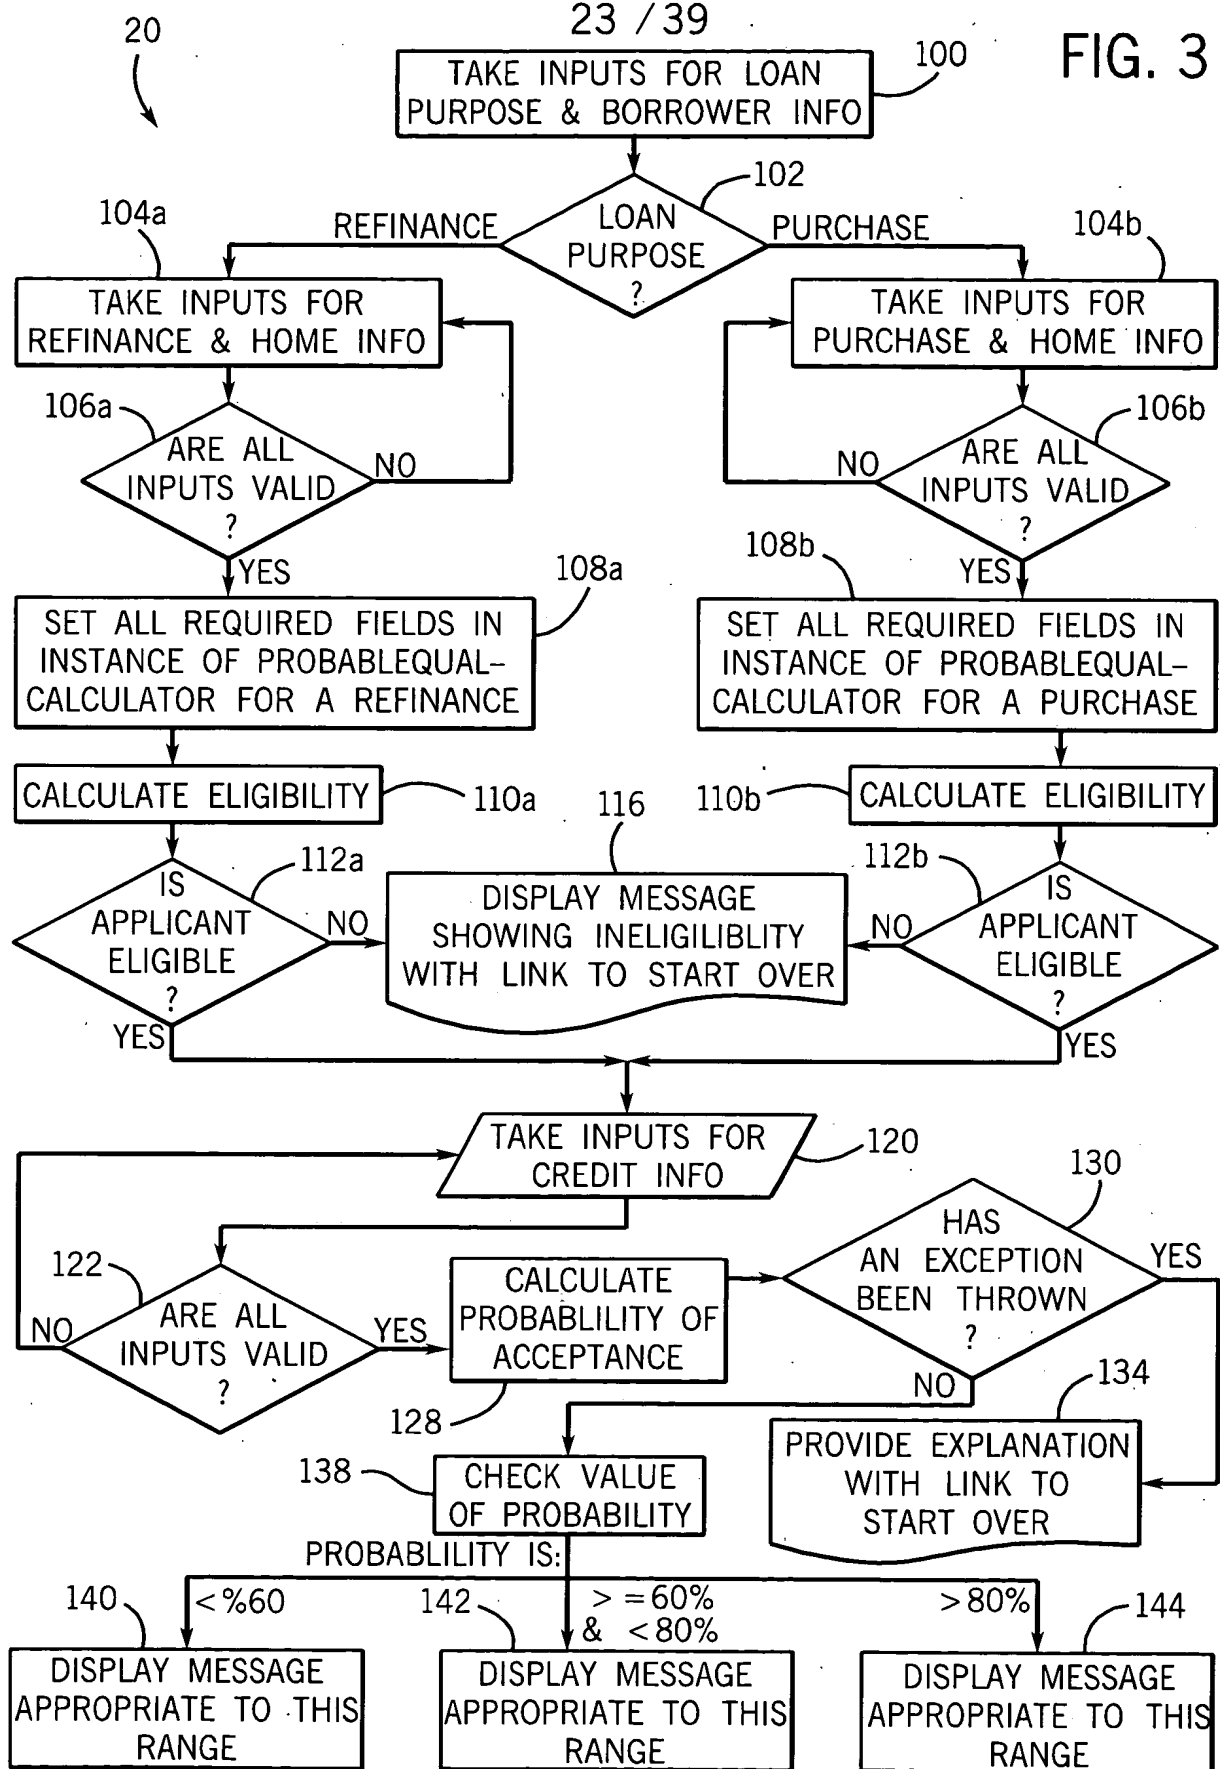 23 / 39
FIG. 3
20
TAKE INPUTS FOR LOAN
PURPOSE & BORROWER INFO
100
LOAN
PURPOSE
?
102
REFINANCE
PURCHASE
104a
TAKE INPUTS FOR
REFINANCE & HOME INFO
104b
TAKE INPUTS FOR
PURCHASE & HOME INFO
106a
ARE ALL
INPUTS VALID
?
NO
YES
106b
ARE ALL
INPUTS VALID
?
NO
YES
108a
SET ALL REQUIRED FIELDS IN
INSTANCE OF PROBABLEQUAL-
CALCULATOR FOR A REFINANCE
108b
SET ALL REQUIRED FIELDS IN
INSTANCE OF PROBABLEQUAL-
CALCULATOR FOR A PURCHASE
CALCULATE ELIGIBILITY
110a
110b
CALCULATE ELIGIBILITY
112a
IS
APPLICANT
ELIGIBLE
?
NO
YES
116
DISPLAY MESSAGE
SHOWING INELIGILIBLITY
WITH LINK TO START OVER
112b
IS
APPLICANT
ELIGIBLE
?
NO
YES
TAKE INPUTS FOR
CREDIT INFO
120
122
ARE ALL
INPUTS VALID
?
NO
YES
CALCULATE
PROBABLILITY OF
ACCEPTANCE
128
130
HAS
AN EXCEPTION
BEEN THROWN
?
YES
NO
134
PROVIDE EXPLANATION
WITH LINK TO
START OVER
138
CHECK VALUE
OF PROBABILITY
PROBABLILITY IS:
140
<%60
142
> =60%
& <80%
>80%
144
DISPLAY MESSAGE
APPROPRIATE TO THIS
RANGE
DISPLAY MESSAGE
APPROPRIATE TO THIS
RANGE
DISPLAY MESSAGE
APPROPRIATE TO THIS
RANGE